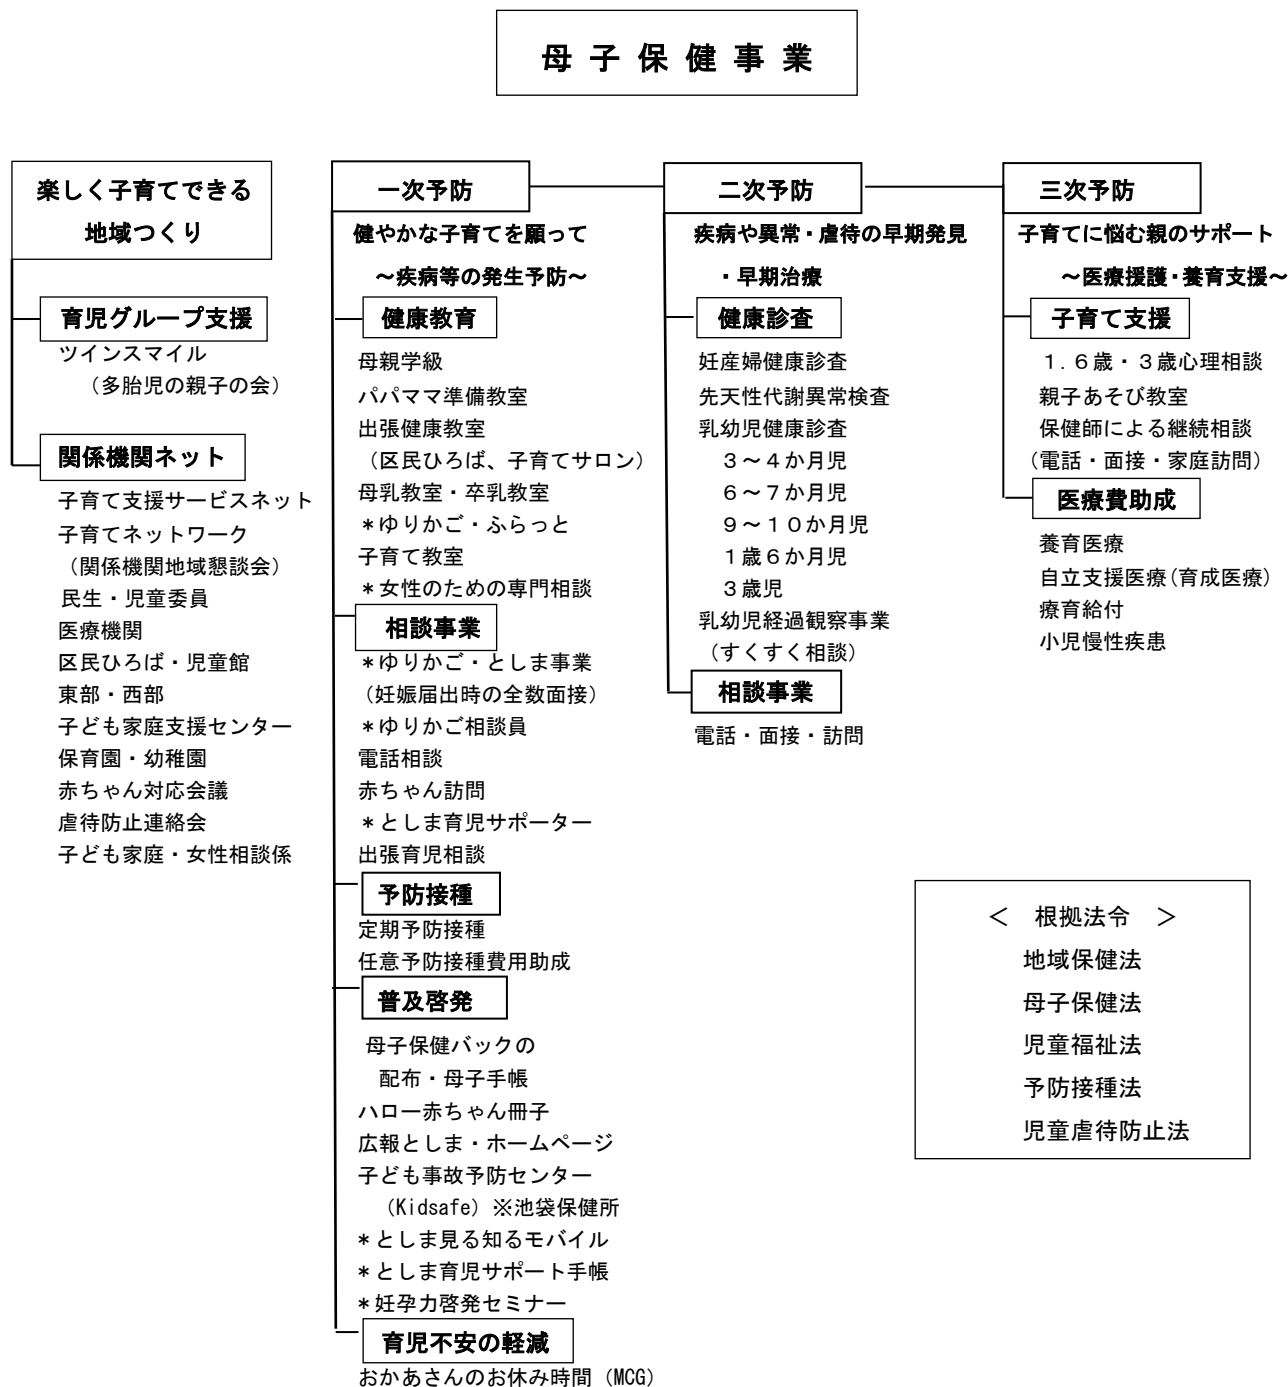 母子保健事業
楽しく子育てできる
地域つくり
育児グループ支援
ツインスマイル
（多胎児の親子の会）
関係機関ネット
子育て支援サービスネット
子育てネットワーク
（関係機関地域懇談会）
民生・児童委員
医療機関
区民ひろば・児童館
東部・西部
子ども家庭支援センター
保育園・幼稚園
赤ちゃん対応会議
虐待防止連絡会
子ども家庭・女性相談係
一次予防
健やかな子育てを願って
～疾病等の発生予防～
健康教育
母親学級
パパママ準備教室
出張健康教室
（区民ひろば、子育てサロン）
母乳教室・卒乳教室
＊ゆりかご・ふらっと
子育て教室
＊女性のための専門相談
相談事業
＊ゆりかご・としま事業
（妊娠届出時の全数面接）
＊ゆりかご相談員
電話相談
赤ちゃん訪問
＊としま育児サポーター
出張育児相談
予防接種
定期予防接種
任意予防接種費用助成
普及啓発
母子保健バックの
配布・母子手帳
ハロー赤ちゃん冊子
広報としま・ホームページ
子ども事故予防センター
（Kidsafe）※池袋保健所
＊としま見る知るモバイル
＊としま育児サポート手帳
＊妊孕力啓発セミナー
育児不安の軽減
おかあさんのお休み時間（MCG）
二次予防
疾病や異常・虐待の早期発見
・早期治療
健康診査
妊産婦健康診査
先天性代謝異常検査
乳幼児健康診査
３～４か月児
６～７か月児
９～１０か月児
１歳６か月児
３歳児
乳幼児経過観察事業
（すくすく相談）
相談事業
電話・面接・訪問
三次予防
子育てに悩む親のサポート
～医療援護・養育支援～
子育て支援
１．６歳・３歳心理相談
親子あそび教室
保健師による継続相談
（電話・面接・家庭訪問）
医療費助成
養育医療
自立支援医療(育成医療)
療育給付
小児慢性疾患
＜　根拠法令　＞
地域保健法
母子保健法
児童福祉法
予防接種法
児童虐待防止法